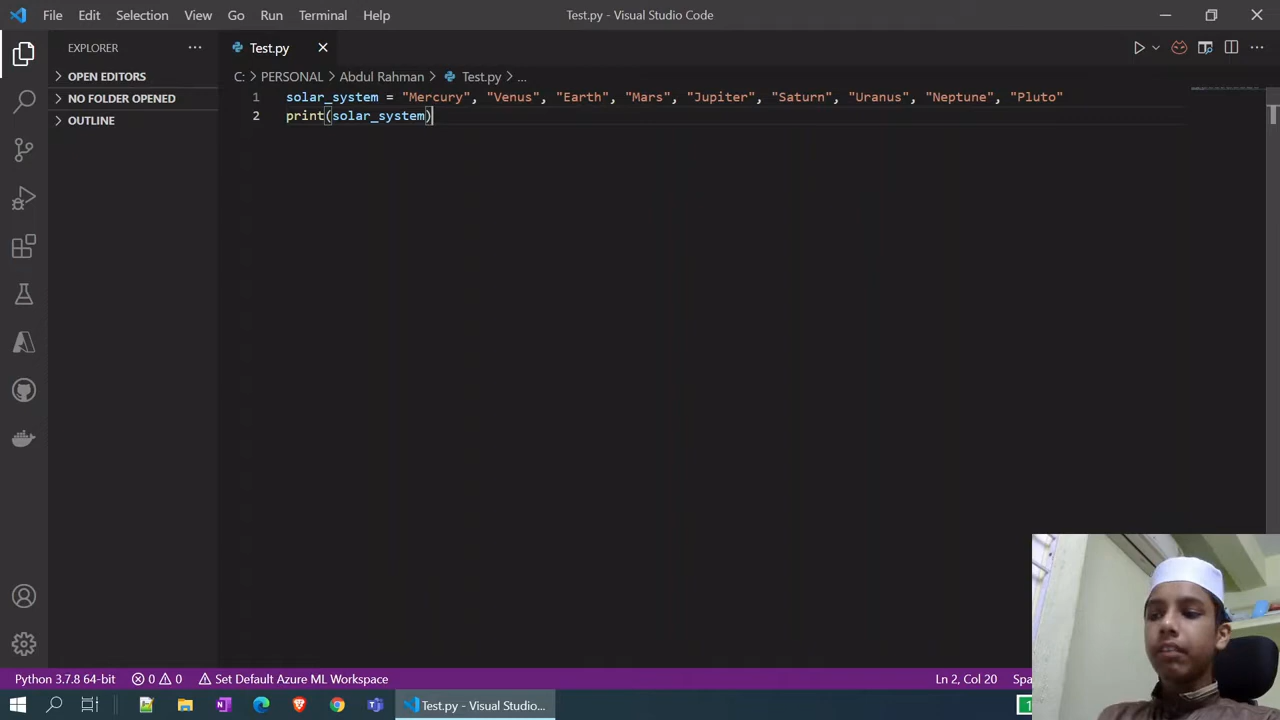 File Edit Selection View Go Run Terminal Help
Test.py - Visual Studio Code
EXPLORER
Test.py
OPEN EDITORS
NO FOLDER OPENED
OUTLINE
C: > PERSONAL > Abdul Rahman > Test.py > ...
1 solar_system = "Mercury", "Venus", "Earth", "Mars", "Jupiter", "Saturn", "Uranus", "Neptune", "Pluto"
2 print(solar_system)
Python 3.7.8 64-bit 0 0 Set Default Azure ML Workspace
Ln 2, Col 20
Test.py - Visual Studio...